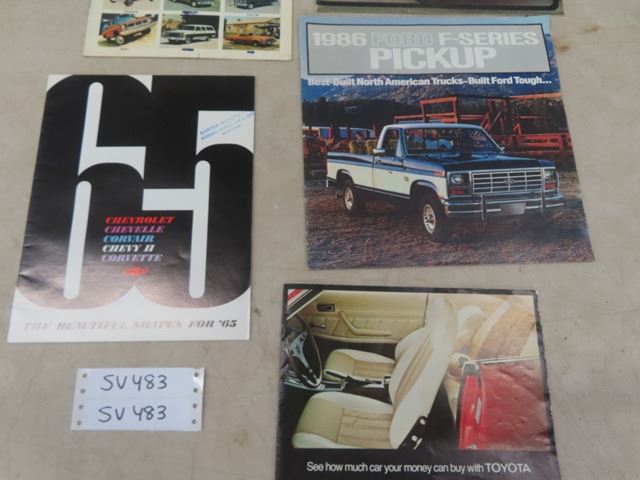 1986 FORD F-SERIES
PICKUP
Best-Built North American Trucks-Built Ford Tough...
65
CHEVROLET
CHEVELLE
CORVAIR
CHEVY II
CORVETTE
THE BEAUTIFUL SHAPES FOR '65
SV483
SV483
See how much car your money can buy with TOYOTA